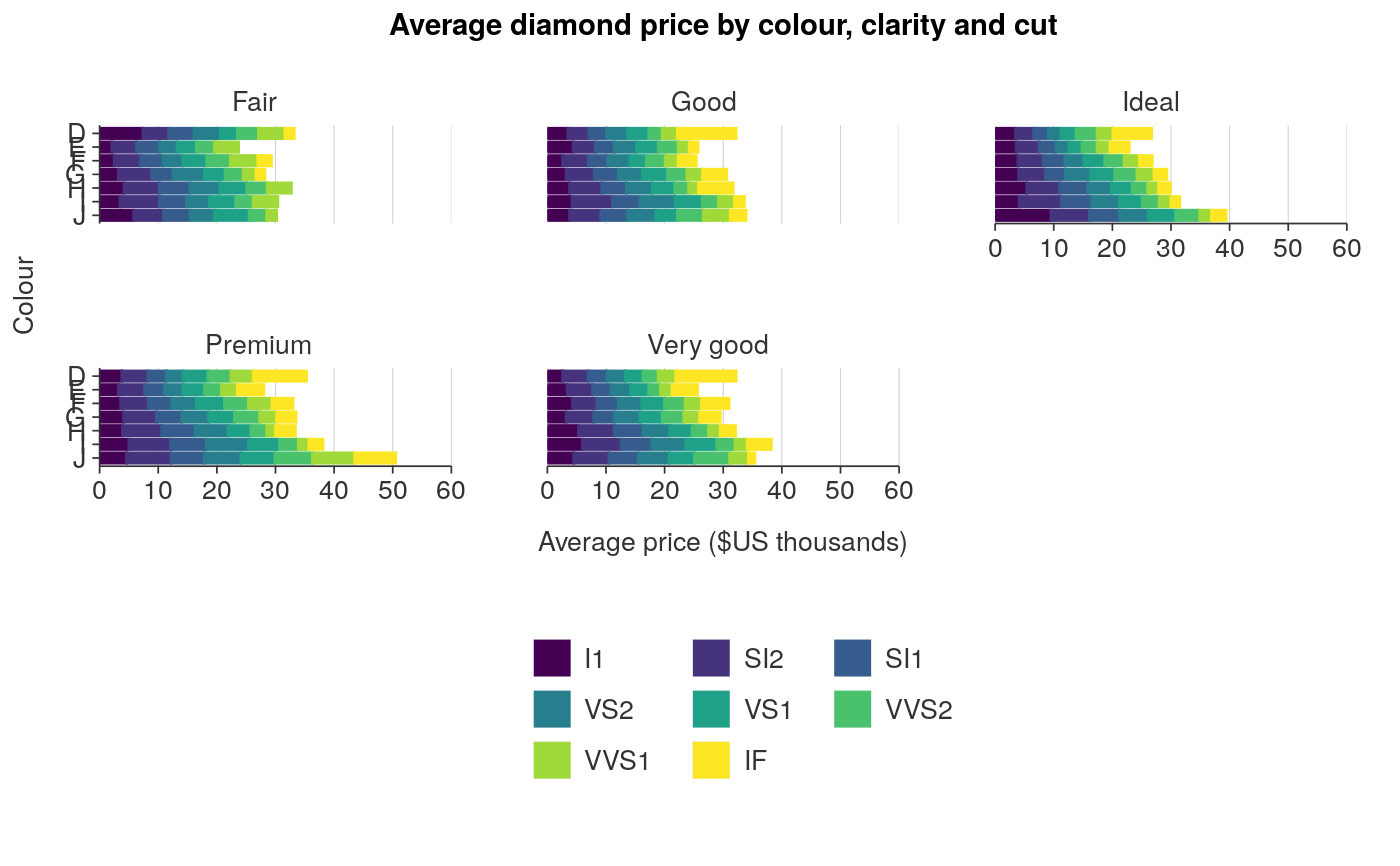 Average diamond price by colour, clarity and cut
Fair
Good
Ideal
D
E
F
G
H
I
J
0 10 20 30 40 50 60
Colour
Premium
Very good
D
E
F
G
H
I
J
0 10 20 30 40 50 60
0 10 20 30 40 50 60
Average price ($US thousands)
I1 SI2 SI1
VS2 VS1 VVS2
VVS1 IF